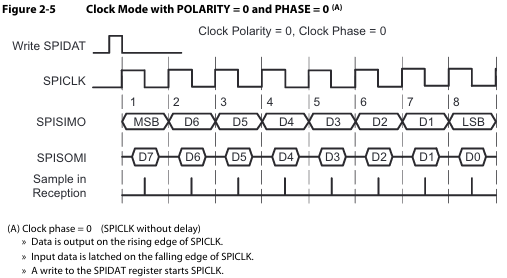 Figure 2-5 Clock Mode with POLARITY = 0 and PHASE = 0 (A)
Clock Polarity = 0, Clock Phase = 0
Write SPIDAT
SPICLK
1 2 3 4 5 6 7 8
SPISIMO MSB D6 D5 D4 D3 D2 D1 LSB
SPISOMI D7 D6 D5 D4 D3 D2 D1 D0
Sample in
Reception
(A) Clock phase = 0 (SPICLK without delay)
» Data is output on the rising edge of SPICLK.
» Input data is latched on the falling edge of SPICLK.
» A write to the SPIDAT register starts SPICLK.